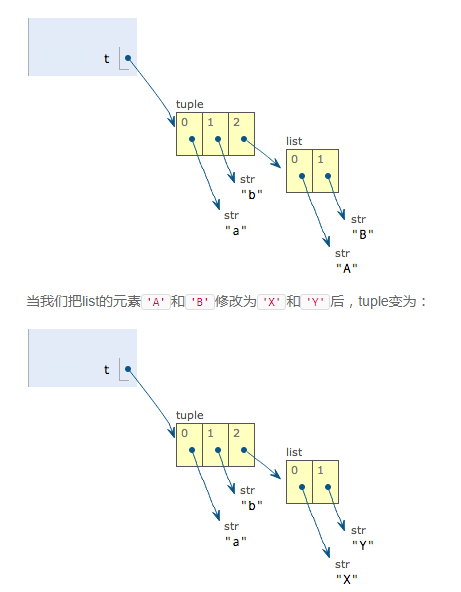 t
tuple
0 1 2
list
0 1
str
"b"
str
"a"
str
"B"
str
"A"
当我们把list的元素'A'和'B'修改为'X'和'Y'后，tuple变为：
t
tuple
0 1 2
list
0 1
str
"b"
str
"a"
str
"Y"
str
"X"